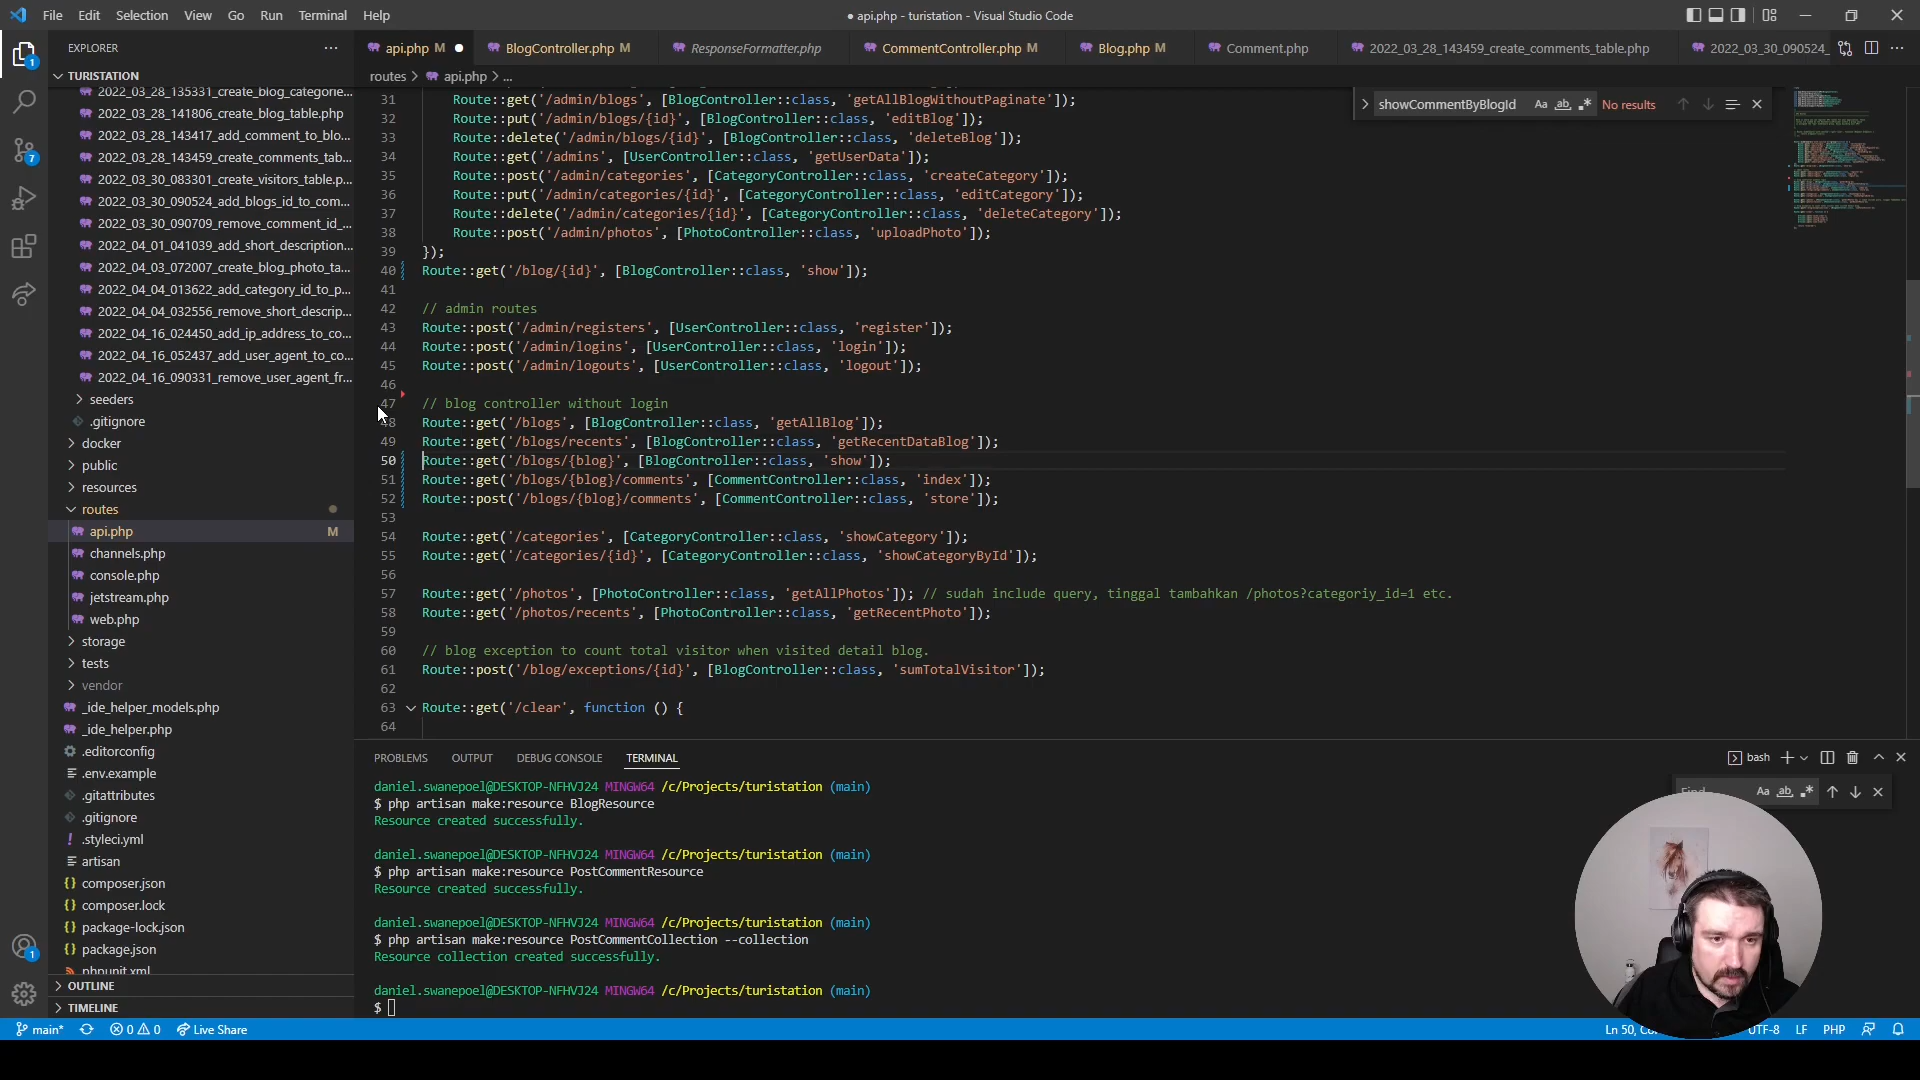 File Edit Selection View Go Run Terminal Help
● api.php - turistation - Visual Studio Code
EXPLORER
TURISTATION
2022_03_28_135331_create_blog_categorie...
2022_03_28_141806_create_blog_table.php
2022_03_28_143417_add_comment_to_blo...
2022_03_28_143459_create_comments_tab...
2022_03_30_083301_create_visitors_table.p...
2022_03_30_090524_add_blogs_id_to_com...
2022_03_30_090709_remove_comment_id_...
2022_04_01_041039_add_short_description...
2022_04_03_072007_create_blog_photo_ta...
2022_04_04_013622_add_category_id_to_p...
2022_04_04_032556_remove_short_descrip...
2022_04_16_024450_add_ip_address_to_co...
2022_04_16_052437_add_user_agent_to_co...
2022_04_16_090331_remove_user_agent_fr...
seeders
.gitignore
docker
public
resources
routes
api.php M
channels.php
console.php
jetstream.php
web.php
storage
tests
vendor
_ide_helper_models.php
_ide_helper.php
.editorconfig
.env.example
.gitattributes
.gitignore
.styleci.yml
artisan
composer.json
composer.lock
package-lock.json
package.json
phpunit.xml
OUTLINE
TIMELINE
api.php M BlogController.php M ResponseFormatter.php CommentController.php M Blog.php M Comment.php 2022_03_28_143459_create_comments_table.php 2022_03_30_090524_
routes > api.php > ...
showCommentByBlogId Aa ab No results
31 Route::get('/admin/blogs', [BlogController::class, 'getAllBlogWithoutPaginate']);
32 Route::put('/admin/blogs/{id}', [BlogController::class, 'editBlog']);
33 Route::delete('/admin/blogs/{id}', [BlogController::class, 'deleteBlog']);
34 Route::get('/admins', [UserController::class, 'getUserData']);
35 Route::post('/admin/categories', [CategoryController::class, 'createCategory']);
36 Route::put('/admin/categories/{id}', [CategoryController::class, 'editCategory']);
37 Route::delete('/admin/categories/{id}', [CategoryController::class, 'deleteCategory']);
38 Route::post('/admin/photos', [PhotoController::class, 'uploadPhoto']);
39 });
40 Route::get('/blog/{id}', [BlogController::class, 'show']);
41
42 // admin routes
43 Route::post('/admin/registers', [UserController::class, 'register']);
44 Route::post('/admin/logins', [UserController::class, 'login']);
45 Route::post('/admin/logouts', [UserController::class, 'logout']);
46
47 // blog controller without login
48 Route::get('/blogs', [BlogController::class, 'getAllBlog']);
49 Route::get('/blogs/recents', [BlogController::class, 'getRecentDataBlog']);
50 Route::get('/blogs/{blog}', [BlogController::class, 'show']);
51 Route::get('/blogs/{blog}/comments', [CommentController::class, 'index']);
52 Route::post('/blogs/{blog}/comments', [CommentController::class, 'store']);
53
54 Route::get('/categories', [CategoryController::class, 'showCategory']);
55 Route::get('/categories/{id}', [CategoryController::class, 'showCategoryById']);
56
57 Route::get('/photos', [PhotoController::class, 'getAllPhotos']); // sudah include query, tinggal tambahkan /photos?categoriy_id=1 etc.
58 Route::get('/photos/recents', [PhotoController::class, 'getRecentPhoto']);
59
60 // blog exception to count total visitor when visited detail blog.
61 Route::post('/blog/exceptions/{id}', [BlogController::class, 'sumTotalVisitor']);
62
63 Route::get('/clear', function () {
64
PROBLEMS OUTPUT DEBUG CONSOLE TERMINAL
bash
Find Aa ab
daniel.swanepoel@DESKTOP-NFHVJ24 MINGW64 /c/Projects/turistation (main)
$ php artisan make:resource BlogResource
Resource created successfully.
daniel.swanepoel@DESKTOP-NFHVJ24 MINGW64 /c/Projects/turistation (main)
$ php artisan make:resource PostCommentResource
Resource created successfully.
daniel.swanepoel@DESKTOP-NFHVJ24 MINGW64 /c/Projects/turistation (main)
$ php artisan make:resource PostCommentCollection --collection
Resource collection created successfully.
daniel.swanepoel@DESKTOP-NFHVJ24 MINGW64 /c/Projects/turistation (main)
$
main* 0 0 Live Share
Ln 50, UTF-8 LF PHP